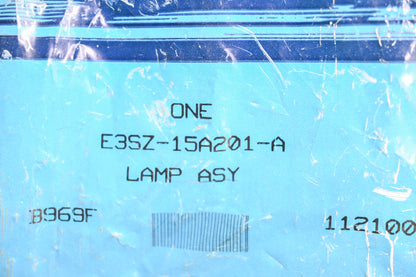 ONE
E3SZ-15A201-A
LAMP ASY
B969F 112100